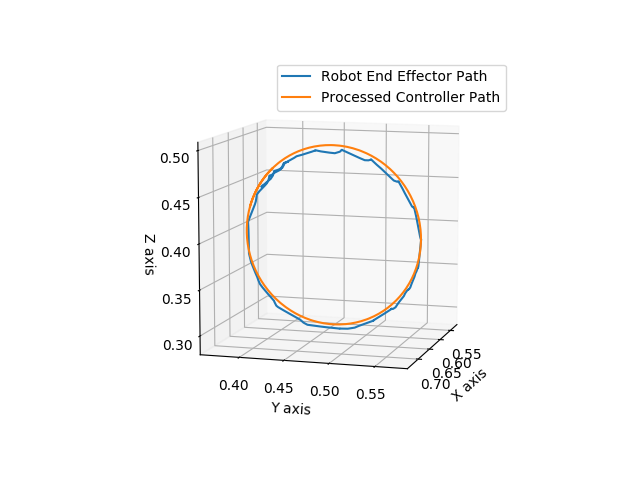 Robot End Effector Path
Processed Controller Path
0.50
0.45
0.40
0.35
0.30
Z axis
0.40
0.45
0.50
0.55
Y axis
0.55
0.60
0.65
0.70
X axis